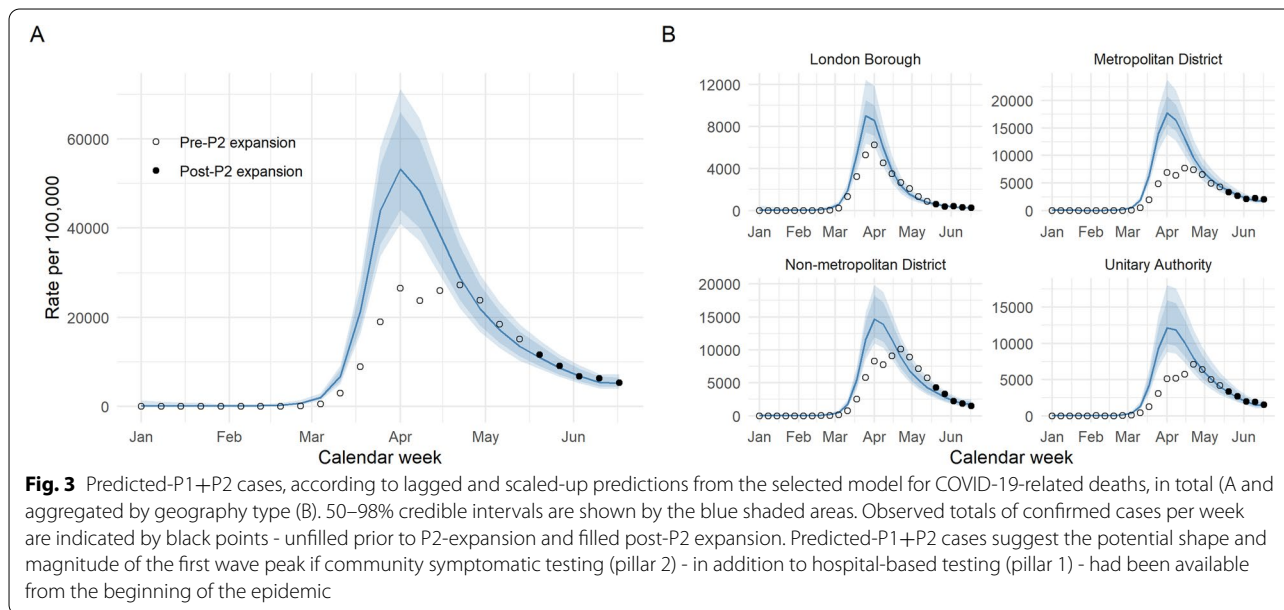 A
Rate per 100,000
60000
40000
20000
0
Pre-P2 expansion
Post-P2 expansion
Jan Feb Mar Apr May Jun
Calendar week
B
London Borough
12000
9000
6000
3000
0
Jan Feb Mar Apr May Jun
Metropolitan District
20000
15000
10000
5000
0
Jan Feb Mar Apr May Jun
Non-metropolitan District
20000
15000
10000
5000
0
Jan Feb Mar Apr May Jun
Unitary Authority
15000
10000
5000
0
Jan Feb Mar Apr May Jun
Calendar week
Fig. 3 Predicted-P1+P2 cases, according to lagged and scaled-up predictions from the selected model for COVID-19-related deaths, in total (A and
aggregated by geography type (B). 50–98% credible intervals are shown by the blue shaded areas. Observed totals of confirmed cases per week
are indicated by black points - unfilled prior to P2-expansion and filled post-P2 expansion. Predicted-P1+P2 cases suggest the potential shape and
magnitude of the first wave peak if community symptomatic testing (pillar 2) - in addition to hospital-based testing (pillar 1) - had been available
from the beginning of the epidemic